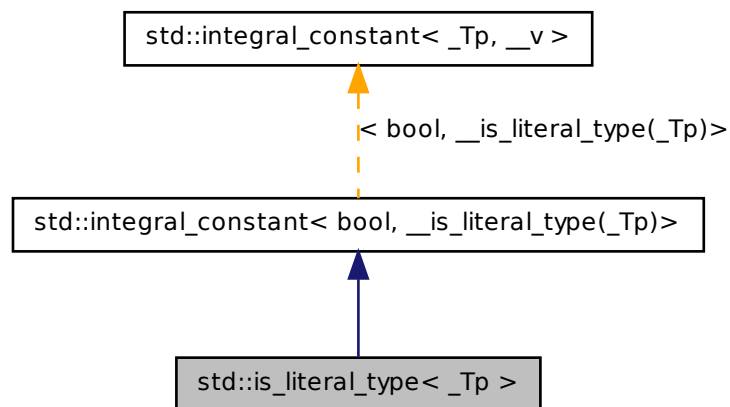 std::integral_constant< _Tp, __v >
< bool, __is_literal_type(_Tp)>
std::integral_constant< bool, __is_literal_type(_Tp)>
std::is_literal_type< _Tp >